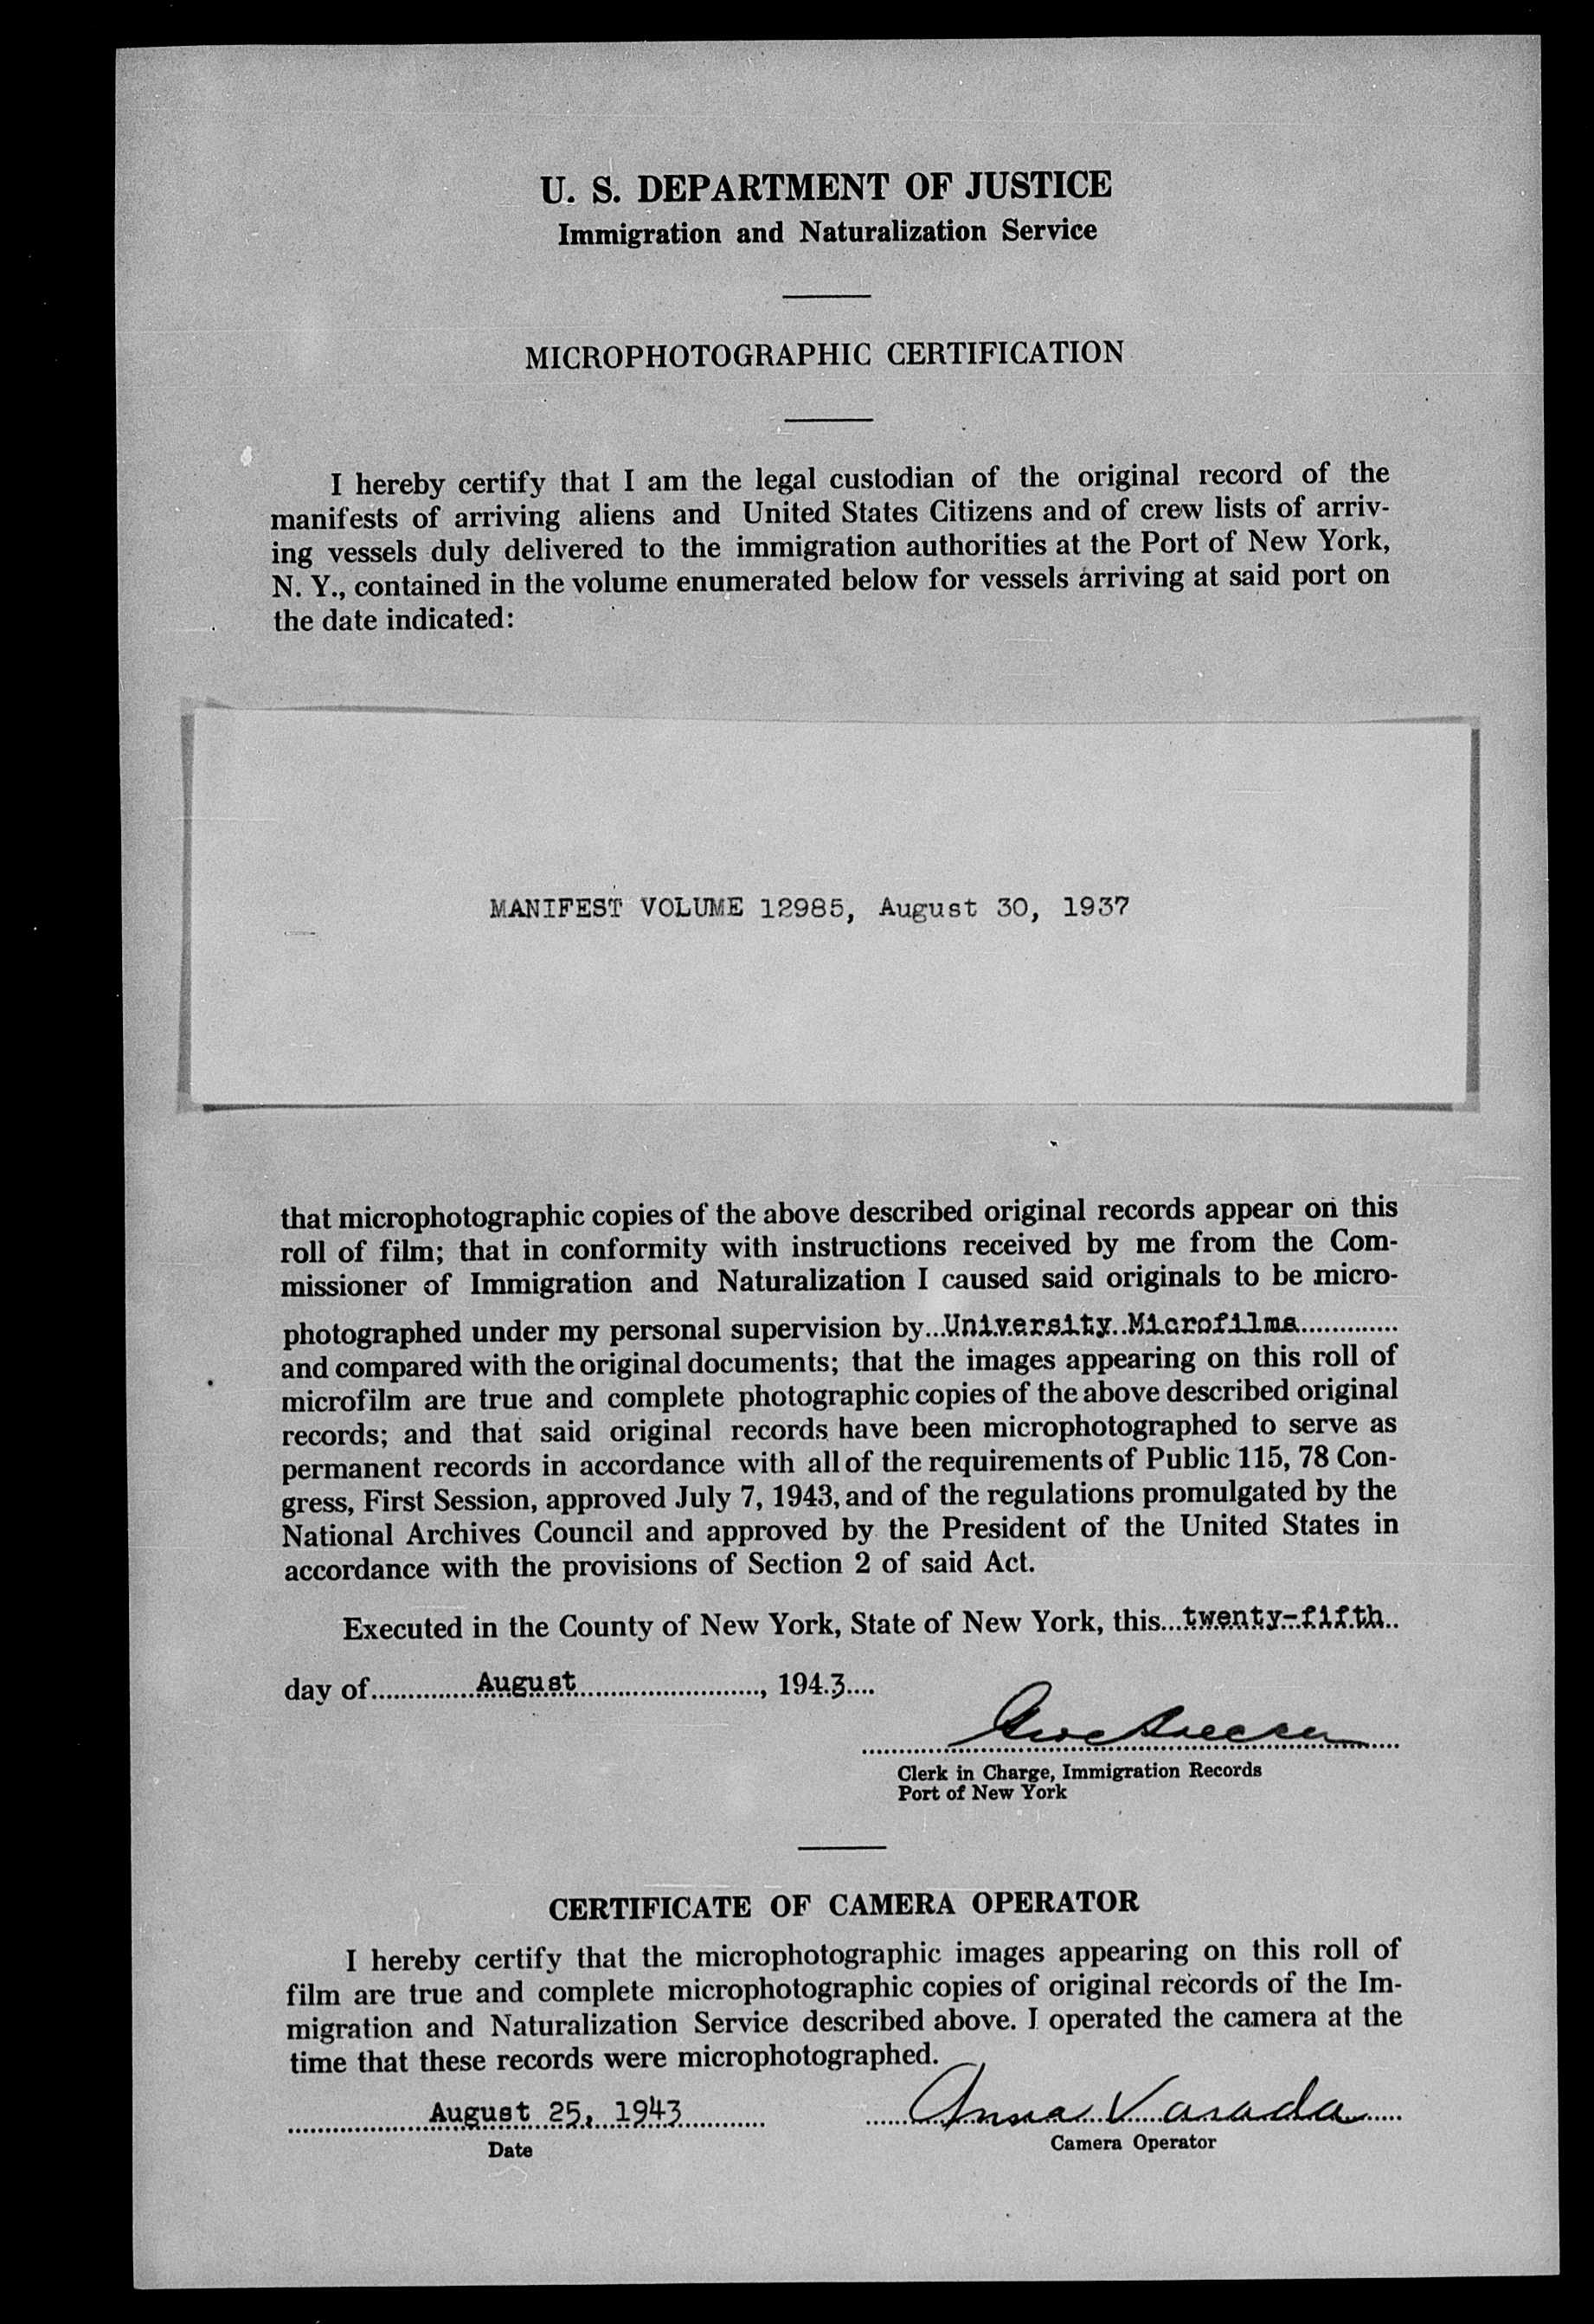 U. S. DEPARTMENT OF JUSTICE
Immigration and Naturalization Service
MICROPHOTOGRAPHIC CERTIFICATION
I hereby certify that I am the legal custodian of the original record of the
manifests of arriving aliens and United States Citizens and of crew lists of arriv-
ing vessels duly delivered to the immigration authorities at the Port of New York,
N. Y., contained in the volume enumerated below for vessels arriving at said port on
the date indicated:
MANIFEST VOLUME 12985, August 30, 1937
that microphotographic copies of the above described original records appear on this
roll of film; that in conformity with instructions received by me from the Com-
missioner of Immigration and Naturalization I caused said originals to be micro-
photographed under my personal supervision by...University Microfilms.............
and compared with the original documents; that the images appearing on this roll of
microfilm are true and complete photographic copies of the above described original
records; and that said original records have been microphotographed to serve as
permanent records in accordance with all of the requirements of Public 115, 78 Con-
gress, First Session, approved July 7, 1943, and of the regulations promulgated by the
National Archives Council and approved by the President of the United States in
accordance with the provisions of Section 2 of said Act.
Executed in the County of New York, State of New York, this...twenty-fifth..
day of..............August........................., 194.3....
Clerk in Charge, Immigration Records
Port of New York
CERTIFICATE OF CAMERA OPERATOR
I hereby certify that the microphotographic images appearing on this roll of
film are true and complete microphotographic copies of original records of the Im-
migration and Naturalization Service described above. I operated the camera at the
time that these records were microphotographed.
August 25, 1943 Anna Varada
Date Camera Operator